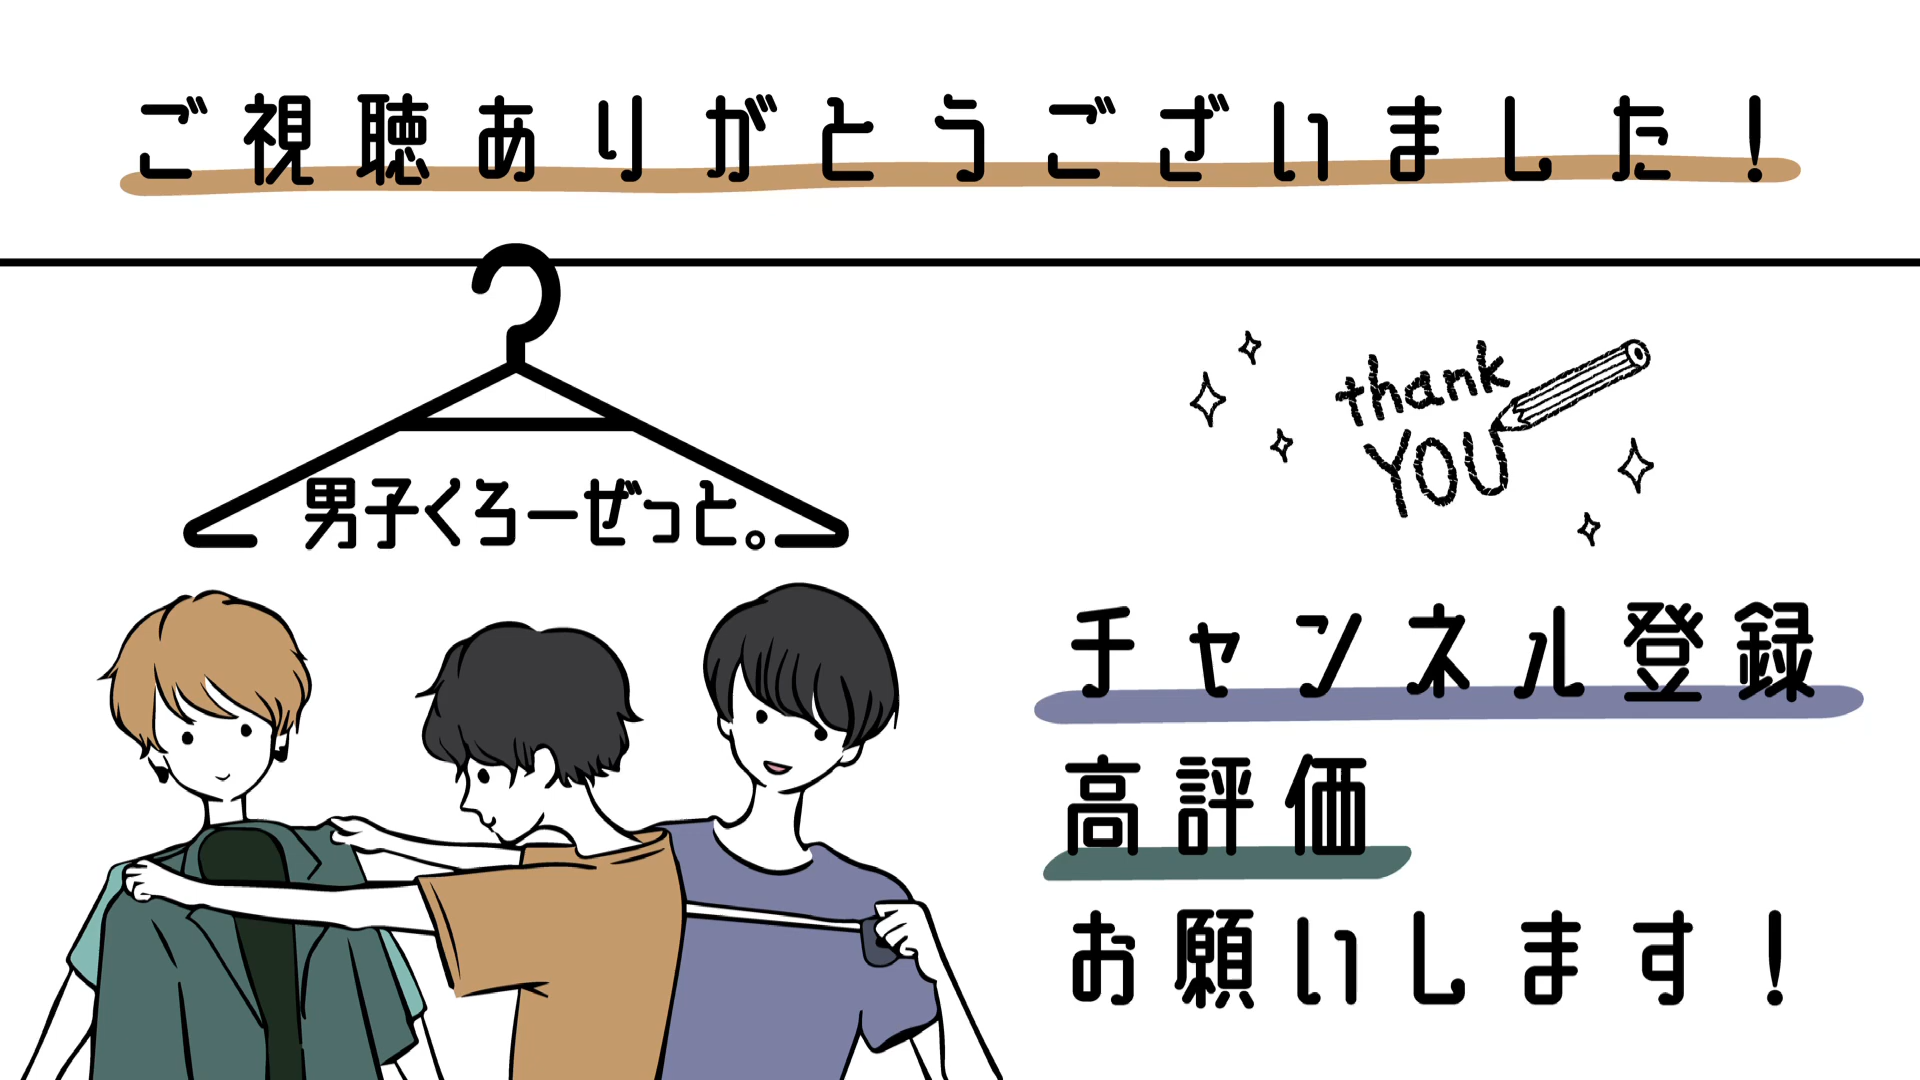 ご視聴ありがとうございました！
男子くろーぜっと。
thank
YOU
チャンネル登録
高評価
お願いします！